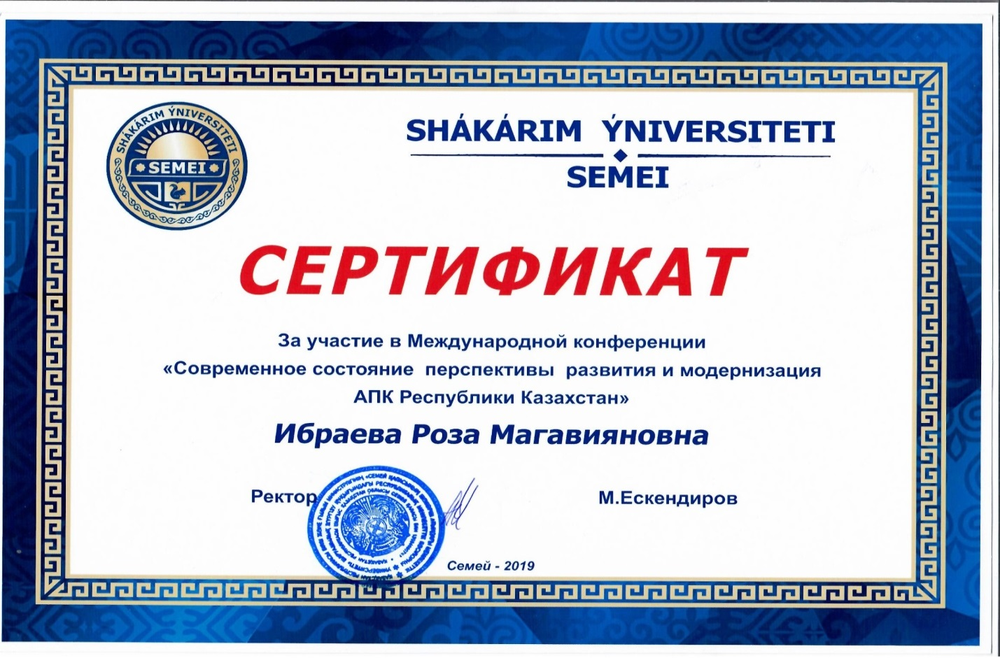 SHÁKÁRIM ÝNIVERSITETI
SEMEI
SHÁKÁRIM ÝNIVERSITETI
SEMEI
СЕРТИФИКАТ
За участие в Международной конференции
«Современное состояние перспективы развития и модернизация
АПК Республики Казахстан»
Ибраева Роза Магавияновна
Ректор
М.Ескендиров
Семей - 2019